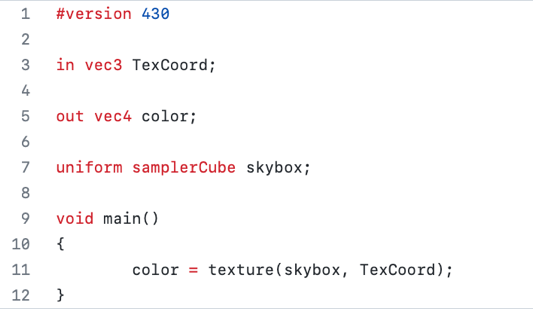 1 #version 430
2
3 in vec3 TexCoord;
4
5 out vec4 color;
6
7 uniform samplerCube skybox;
8
9 void main()
10 {
11         color = texture(skybox, TexCoord);
12 }